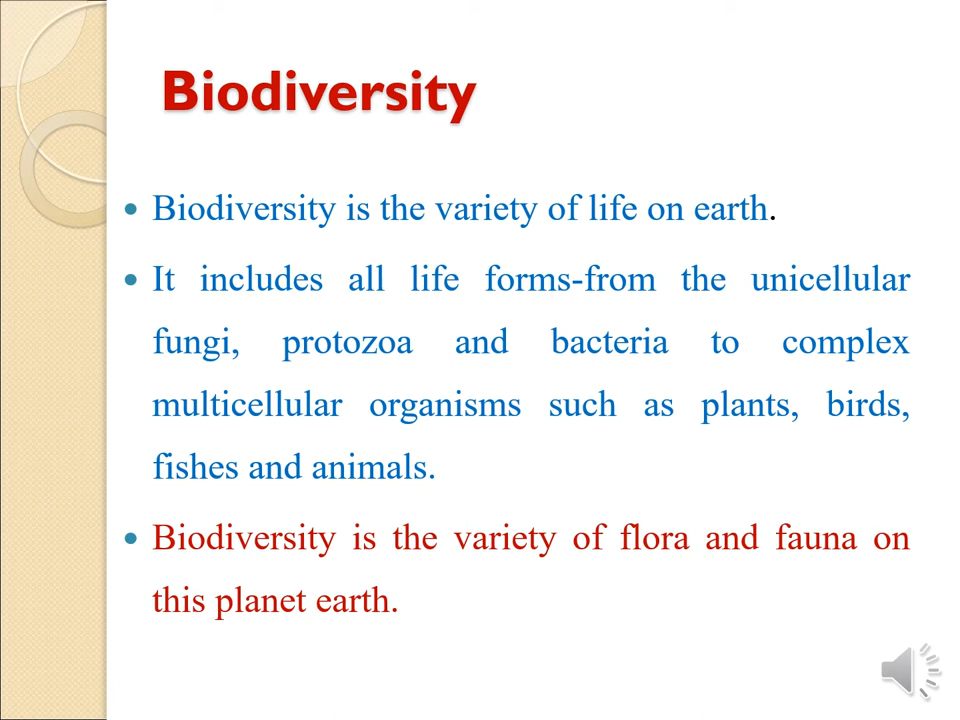 Biodiversity
• Biodiversity is the variety of life on earth.
• It includes all life forms-from the unicellular
fungi, protozoa and bacteria to complex
multicellular organisms such as plants, birds,
fishes and animals.
• Biodiversity is the variety of flora and fauna on
this planet earth.